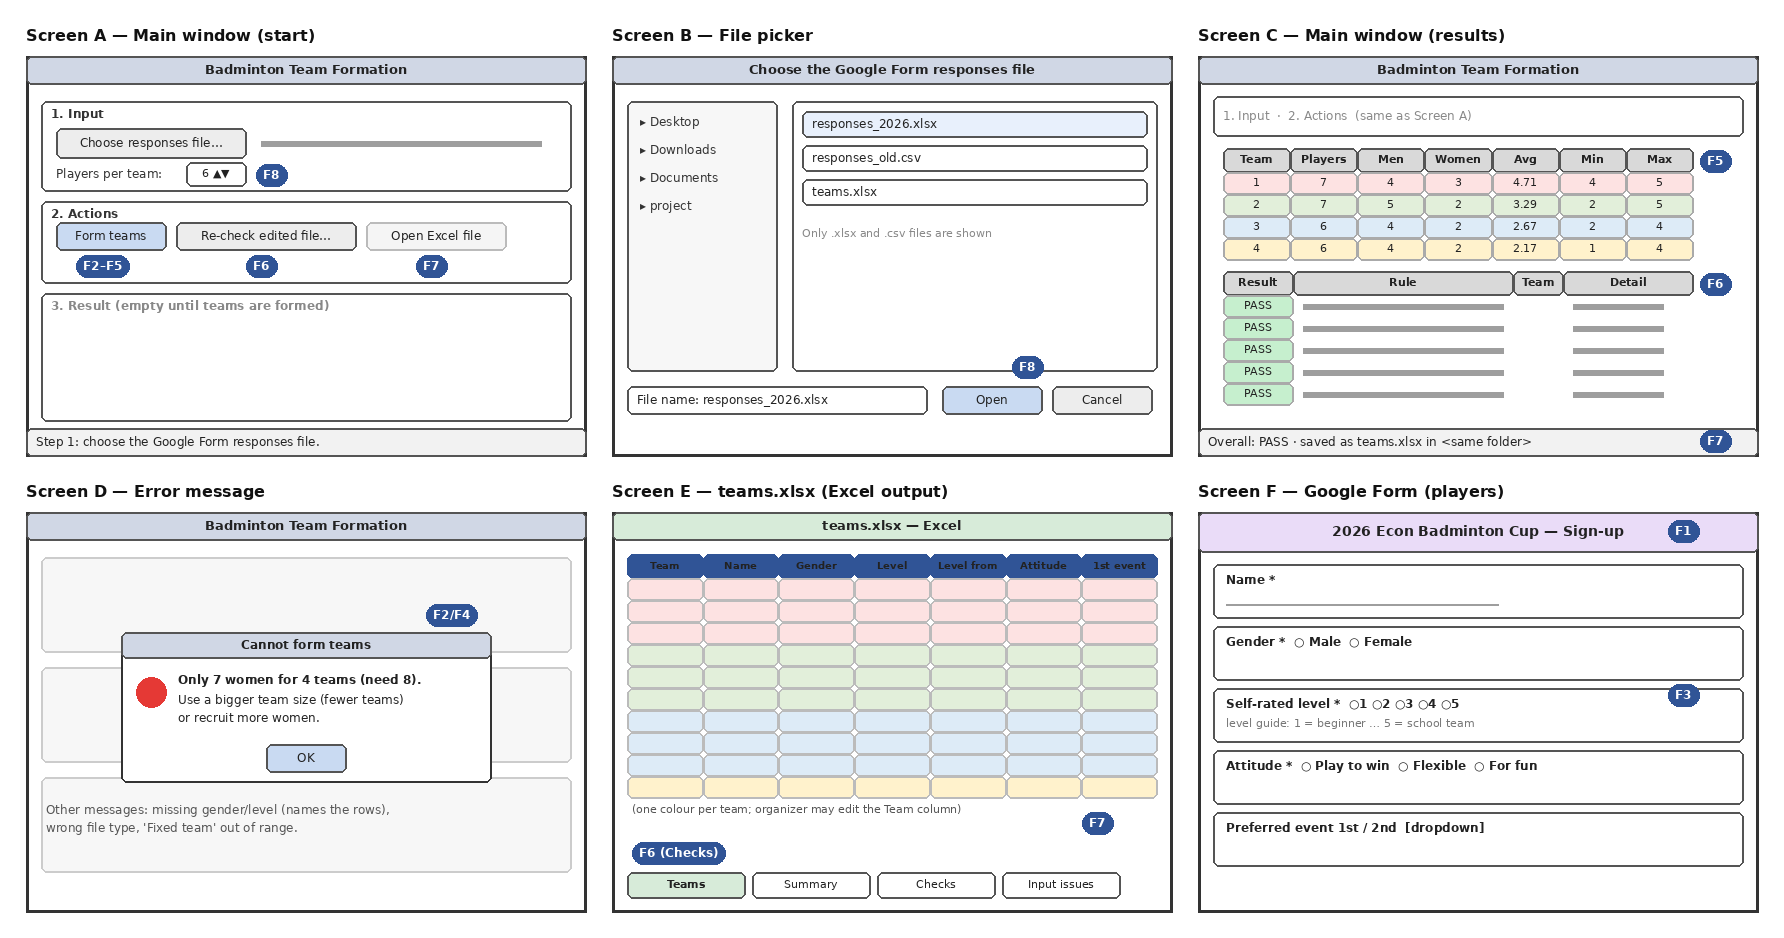 Screen A — Main window (start)
Badminton Team Formation
1. Input
Choose responses file...
Players per team: 6 ▲▼ F8
2. Actions
Form teams Re-check edited file... Open Excel file
F2–F5 F6 F7
3. Result (empty until teams are formed)
Step 1: choose the Google Form responses file.
Screen B — File picker
Choose the Google Form responses file
▸ Desktop
▸ Downloads
▸ Documents
▸ project
responses_2026.xlsx
responses_old.csv
teams.xlsx
Only .xlsx and .csv files are shown
F8
File name: responses_2026.xlsx Open Cancel
Screen C — Main window (results)
Badminton Team Formation
1. Input · 2. Actions (same as Screen A)
Team Players Men Women Avg Min Max F5
1 7 4 3 4.71 4 5
2 7 5 2 3.29 2 5
3 6 4 2 2.67 2 4
4 6 4 2 2.17 1 4
Result Rule Team Detail F6
PASS
PASS
PASS
PASS
PASS
Overall: PASS · saved as teams.xlsx in <same folder> F7
Screen D — Error message
Badminton Team Formation
F2/F4
Cannot form teams
Only 7 women for 4 teams (need 8).
Use a bigger team size (fewer teams)
or recruit more women.
OK
Other messages: missing gender/level (names the rows),
wrong file type, 'Fixed team' out of range.
Screen E — teams.xlsx (Excel output)
teams.xlsx — Excel
Team Name Gender Level Level from Attitude 1st event
(one colour per team; organizer may edit the Team column)
F7
F6 (Checks)
Teams Summary Checks Input issues
Screen F — Google Form (players)
2026 Econ Badminton Cup — Sign-up F1
Name *
Gender * ○ Male ○ Female
F3
Self-rated level * ○1 ○2 ○3 ○4 ○5
level guide: 1 = beginner ... 5 = school team
Attitude * ○ Play to win ○ Flexible ○ For fun
Preferred event 1st / 2nd [dropdown]